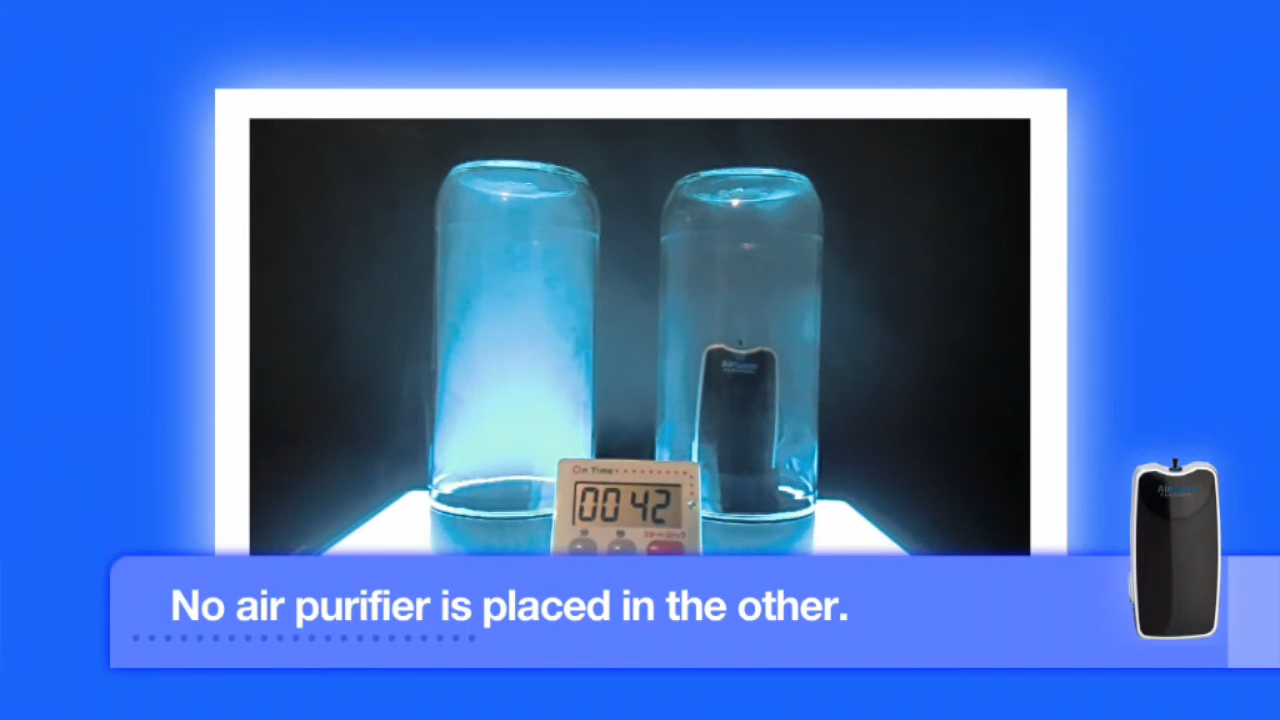 On Time
00 42
No air purifier is placed in the other.